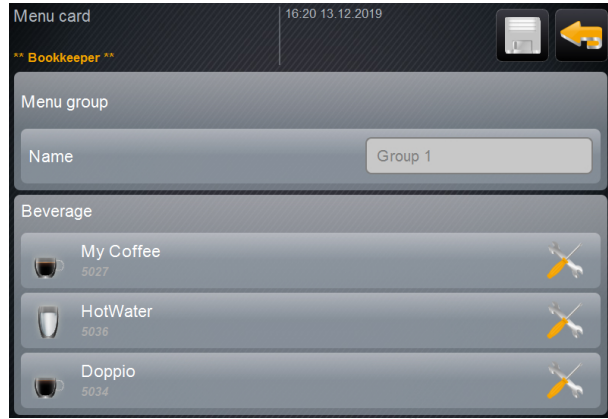 Menu card
16:20 13.12.2019
** Bookkeeper **
Menu group
Name
Group 1
Beverage
My Coffee
5027
HotWater
5036
Doppio
5034